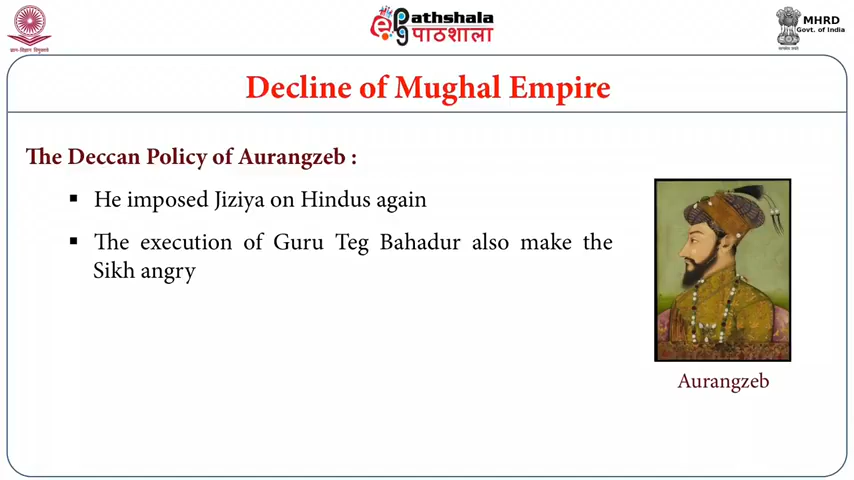 ePathshala
पाठशाला
MHRD
Govt. of India
Decline of Mughal Empire
The Deccan Policy of Aurangzeb :
▪ He imposed Jiziya on Hindus again
▪ The execution of Guru Teg Bahadur also make the
Sikh angry
Aurangzeb